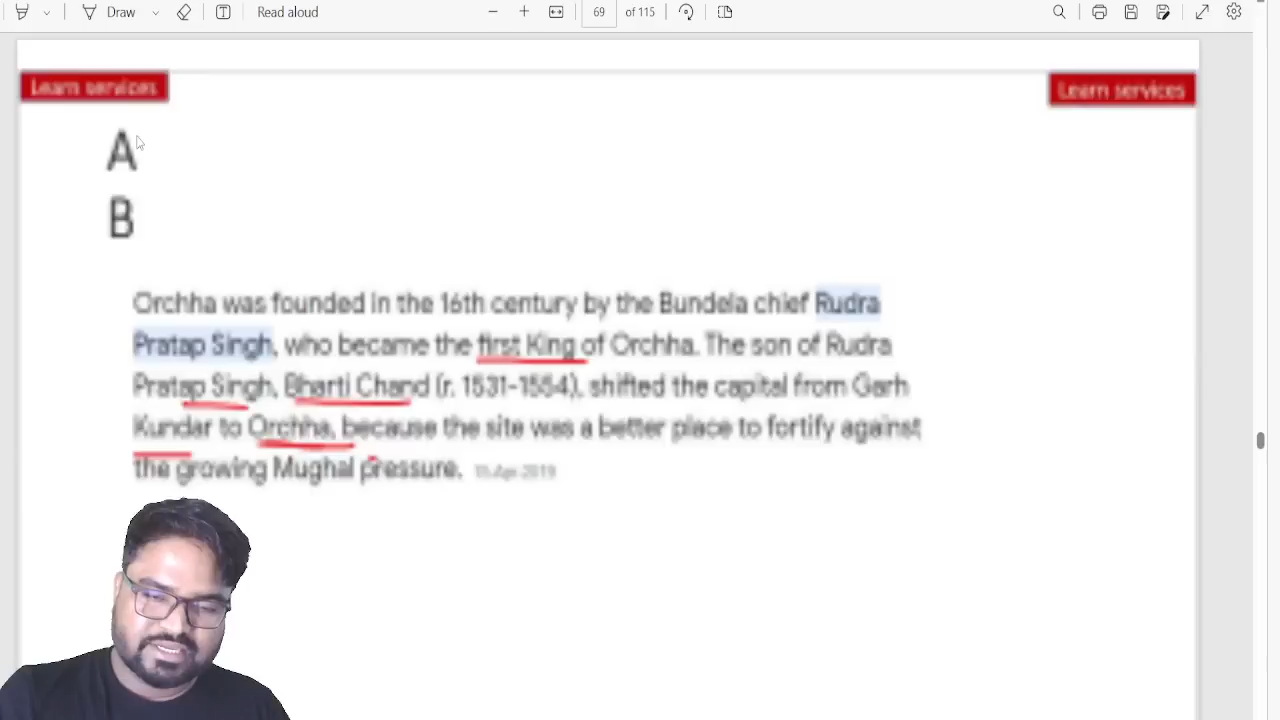 Draw
Read aloud
69 of 115
Learn services
Learn services
A
B
Orchha was founded in the 16th century by the Bundela chief Rudra
Pratap Singh, who became the first King of Orchha. The son of Rudra
Pratap Singh, Bharti Chand (r. 1531-1554), shifted the capital from Garh
Kundar to Orchha, because the site was a better place to fortify against
the growing Mughal pressure. 11-Apr-2019